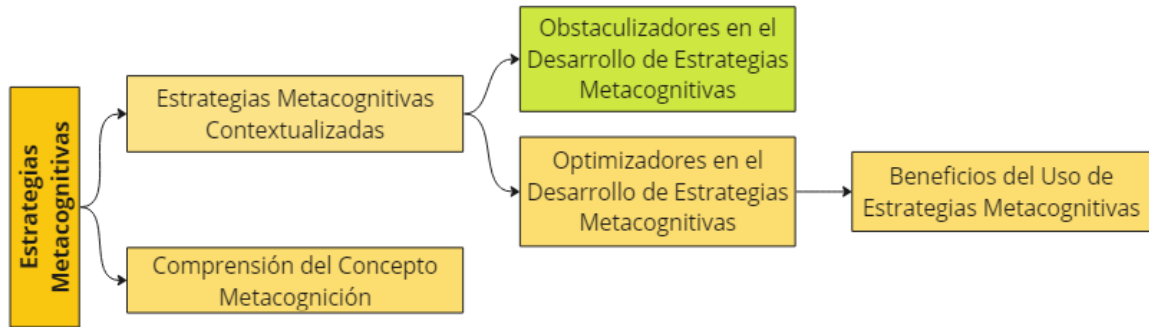 Estrategias
Metacognitivas
Estrategias Metacognitivas
Contextualizadas
Comprensión del Concepto
Metacognición
Obstaculizadores en el
Desarrollo de Estrategias
Metacognitivas
Optimizadores en el
Desarrollo de Estrategias
Metacognitivas
Beneficios del Uso de
Estrategias Metacognitivas